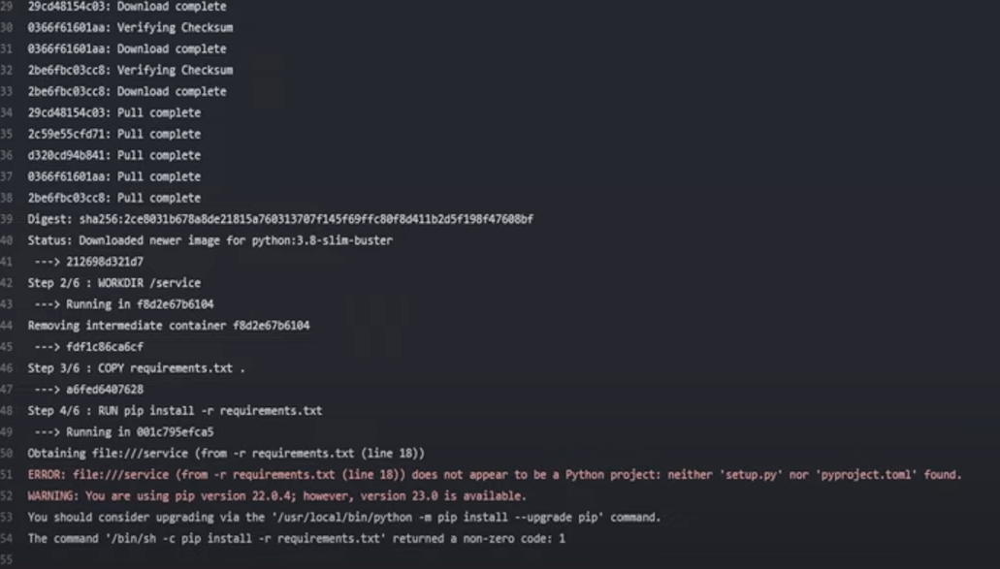 29 29cd48154c03: Download complete
30 0366f61601aa: Verifying Checksum
31 0366f61601aa: Download complete
32 2be6fbc03cc8: Verifying Checksum
33 2be6fbc03cc8: Download complete
34 29cd48154c03: Pull complete
35 2c59e55cfd71: Pull complete
36 d320cd94b841: Pull complete
37 0366f61601aa: Pull complete
38 2be6fbc03cc8: Pull complete
39 Digest: sha256:2ce8031b678a8de21815a760313707f145f69ffc80f8d411b2d5f198f47608bf
40 Status: Downloaded newer image for python:3.8-slim-buster
41 ---> 212698d321d7
42 Step 2/6 : WORKDIR /service
43 ---> Running in f8d2e67b6104
44 Removing intermediate container f8d2e67b6104
45 ---> fdf1c86ca6cf
46 Step 3/6 : COPY requirements.txt .
47 ---> a6fed6407628
48 Step 4/6 : RUN pip install -r requirements.txt
49 ---> Running in 001c795efca5
50 Obtaining file:///service (from -r requirements.txt (line 18))
51 ERROR: file:///service (from -r requirements.txt (line 18)) does not appear to be a Python project: neither 'setup.py' nor 'pyproject.toml' found.
52 WARNING: You are using pip version 22.0.4; however, version 23.0 is available.
53 You should consider upgrading via the '/usr/local/bin/python -m pip install --upgrade pip' command.
54 The command '/bin/sh -c pip install -r requirements.txt' returned a non-zero code: 1
55